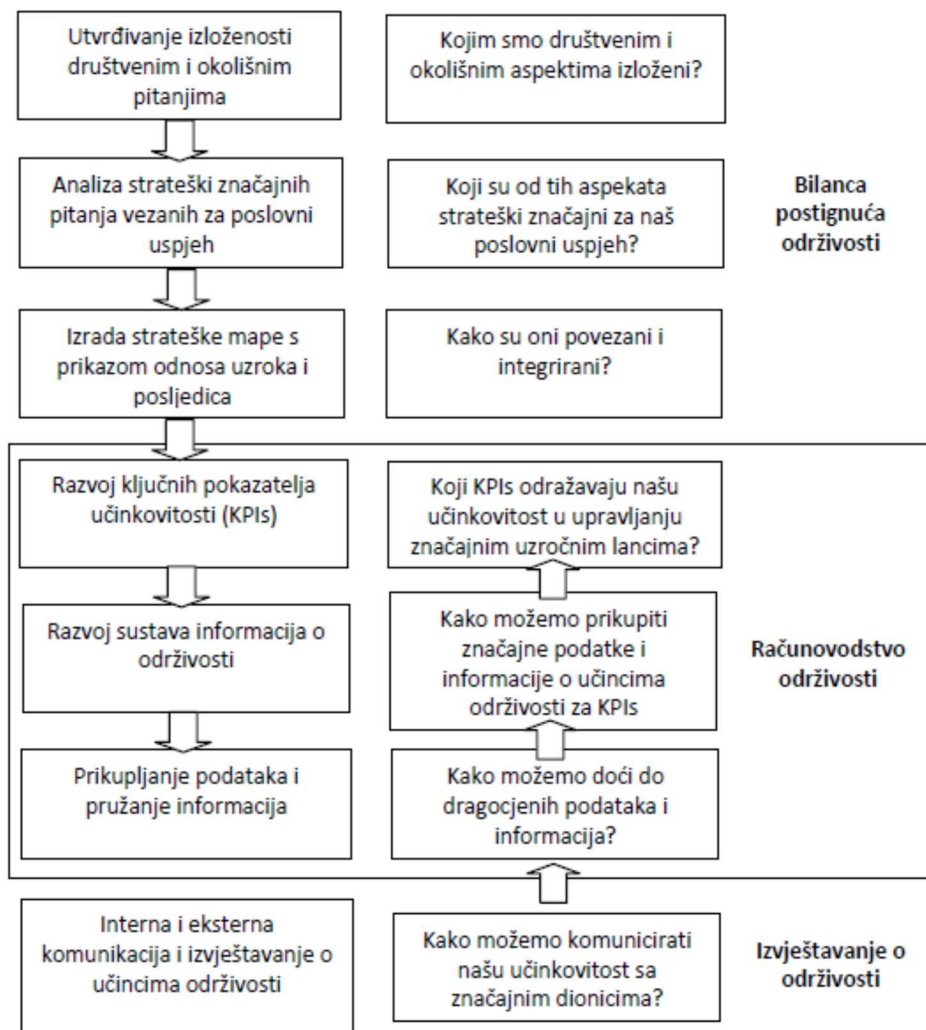 Utvrđivanje izloženosti
društvenim i okolišnim
pitanjima
Kojim smo društvenim i
okolišnim aspektima izloženi?
Analiza strateški značajnih
pitanja vezanih za poslovni
uspjeh
Koji su od tih aspekata
strateški značajni za naš
poslovni uspjeh?
Bilanca
postignuća
održivosti
Izrada strateške mape s
prikazom odnosa uzroka i
posljedica
Kako su oni povezani i
integrirani?
Razvoj ključnih pokazatelja
učinkovitosti (KPIs)
Koji KPIs odražavaju našu
učinkovitost u upravljanju
značajnim uzročnim lancima?
Razvoj sustava informacija o
održivosti
Kako možemo prikupiti
značajne podatke i
informacije o učincima
održivosti za KPIs
Računovodstvo
održivosti
Prikupljanje podataka i
pružanje informacija
Kako možemo doći do
dragocjenih podataka i
informacija?
Interna i eksterna
komunikacija i izvještavanje o
učincima održivosti
Kako možemo komunicirati
našu učinkovitost sa
značajnim dionicima?
Izvještavanje o
održivosti